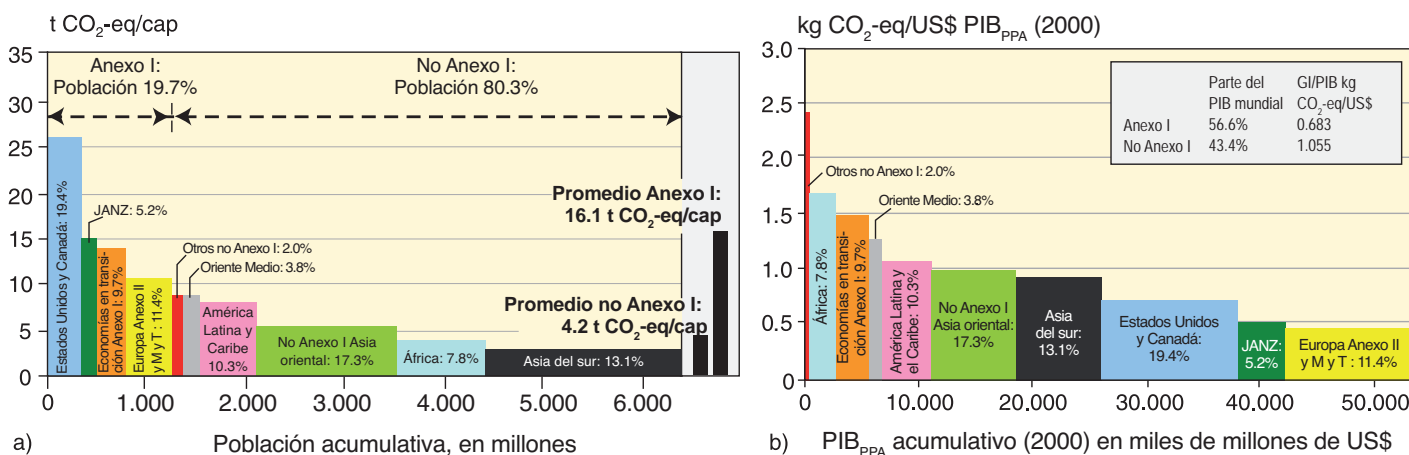 t CO₂-eq/cap
35
30
25
20
15
10
5
0
Anexo I:
Población 19.7%
No Anexo I:
Población 80.3%
Estados Unidos y Canadá: 19.4%
JANZ: 5.2%
Economías en transi-
ción Anexo I: 9.7%
Europa Anexo II
y M y T : 11.4%
Otros no Anexo I: 2.0%
Oriente Medio: 3.8%
América
Latina y
Caribe
10.3%
No Anexo I Asia
oriental: 17.3%
África: 7.8%
Asia del sur: 13.1%
Promedio Anexo I:
16.1 t CO₂-eq/cap
Promedio no Anexo I:
4.2 t CO₂-eq/cap
0 1.000 2.000 3.000 4.000 5.000 6.000
a) Población acumulativa, en millones
kg CO₂-eq/US$ PIB_PPA (2000)
3.0
2.5
2.0
1.5
1.0
0.5
0
Parte del GI/PIB kg
PIB mundial CO₂-eq/US$
Anexo I 56.6% 0.683
No Anexo I 43.4% 1.055
Otros no Anexo I: 2.0%
África: 7.8%
Economías en transi-
ción Anexo I: 9.7%
Oriente Medio: 3.8%
América Latina y
el Caribe: 10.3%
No Anexo I
Asia oriental:
17.3%
Asia
del sur:
13.1%
Estados Unidos
y Canadá:
19.4%
JANZ:
5.2%
Europa Anexo II
y M y T : 11.4%
0 10.000 20.000 30.000 40.000 50.000
b) PIB_PPA acumulativo (2000) en miles de millones de US$